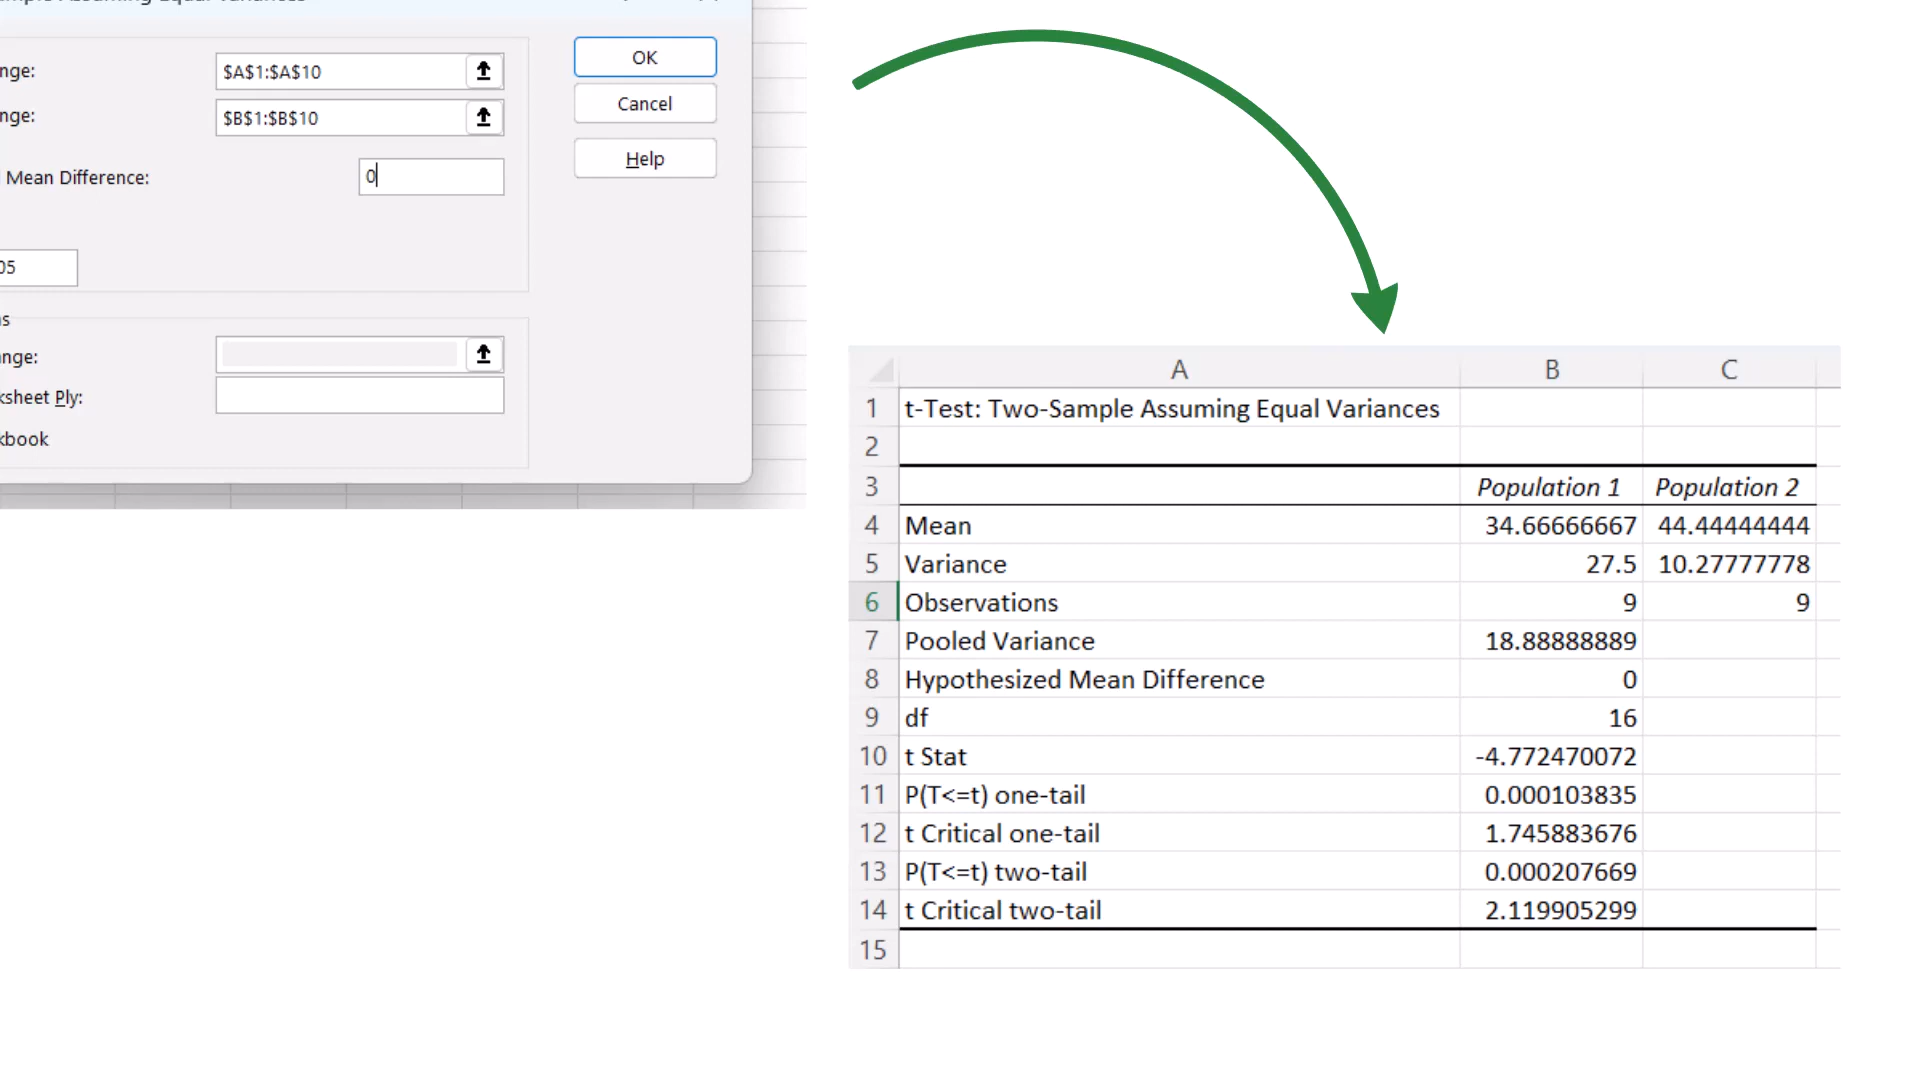 Assuming Equal Variances
nge:
$A$1:$A$10
OK
nge:
$B$1:$B$10
Cancel
Mean Difference:
0
Help
05
s
ange:
ksheet Ply:
kbook
A B C
1 t-Test: Two-Sample Assuming Equal Variances
2
3 Population 1 Population 2
4 Mean 34.66666667 44.44444444
5 Variance 27.5 10.27777778
6 Observations 9 9
7 Pooled Variance 18.88888889
8 Hypothesized Mean Difference 0
9 df 16
10 t Stat -4.772470072
11 P(T<=t) one-tail 0.000103835
12 t Critical one-tail 1.745883676
13 P(T<=t) two-tail 0.000207669
14 t Critical two-tail 2.119905299
15